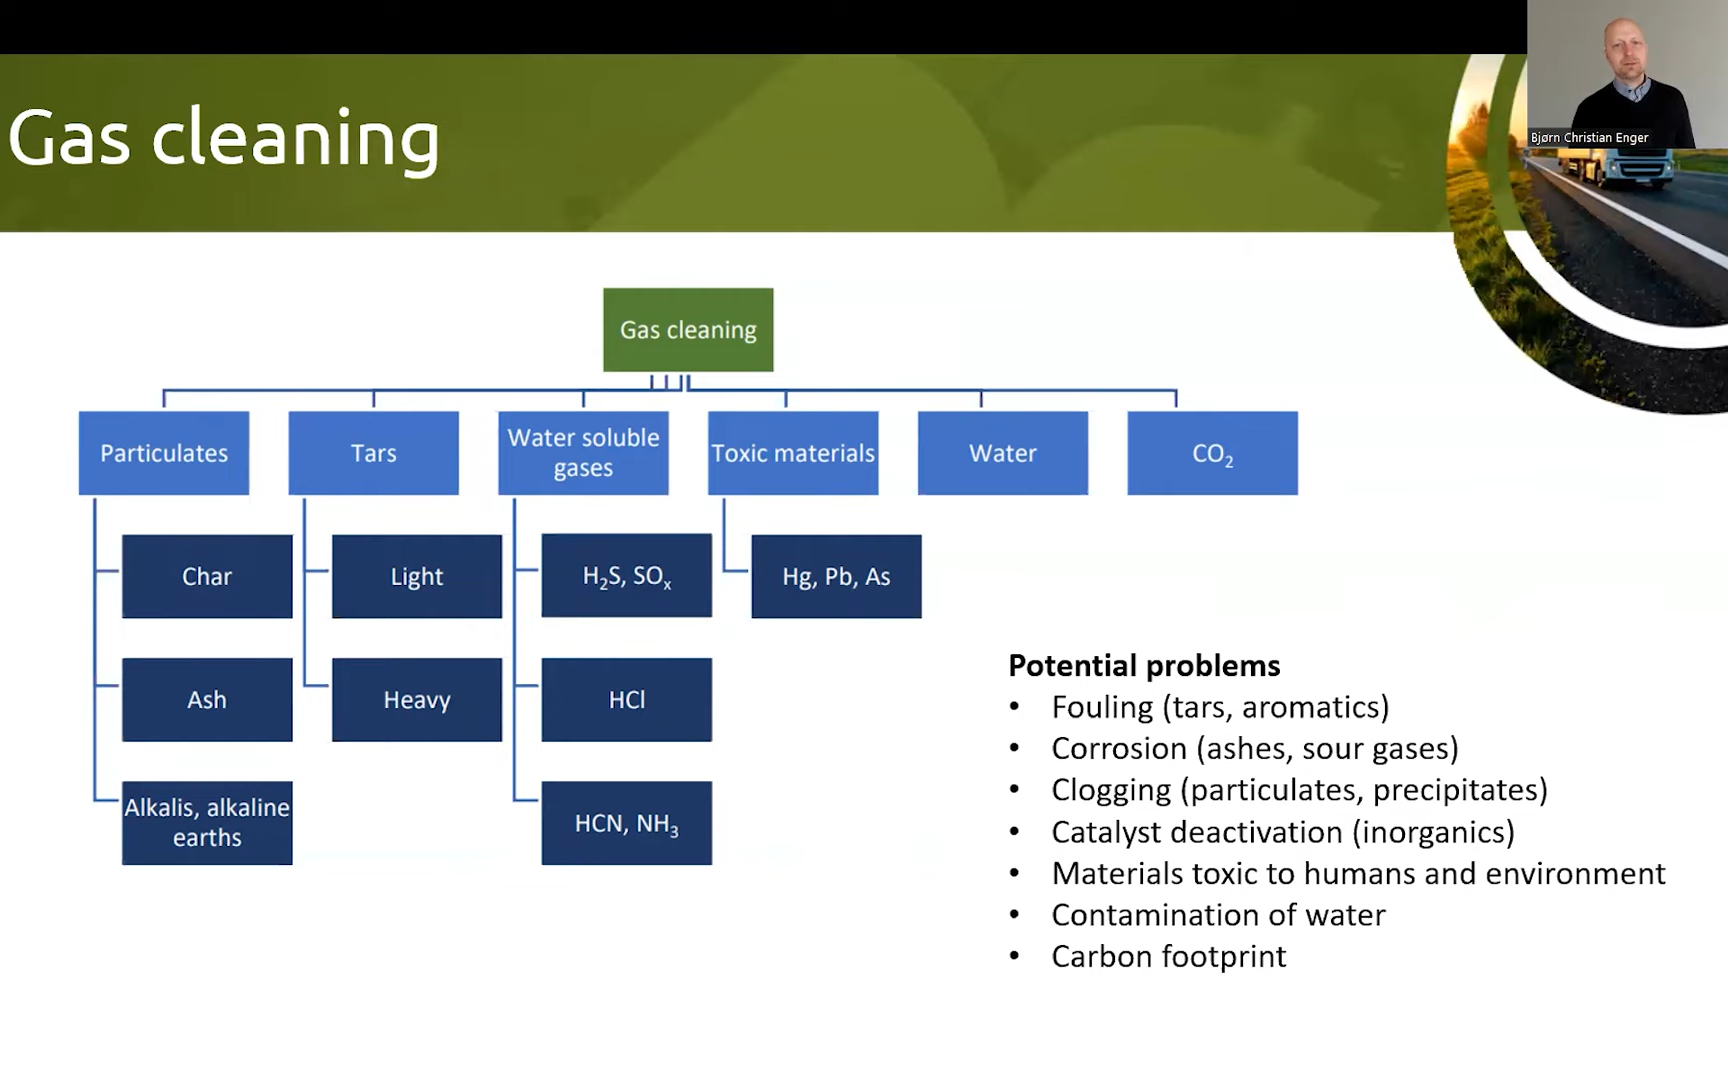 Bjørn Christian Enger
Gas cleaning
Gas cleaning
Particulates
Tars
Water soluble
gases
Toxic materials
Water
CO₂
Char
Light
H₂S, SOₓ
Hg, Pb, As
Ash
Heavy
HCl
Alkalis, alkaline
earths
HCN, NH₃
Potential problems
• Fouling (tars, aromatics)
• Corrosion (ashes, sour gases)
• Clogging (particulates, precipitates)
• Catalyst deactivation (inorganics)
• Materials toxic to humans and environment
• Contamination of water
• Carbon footprint